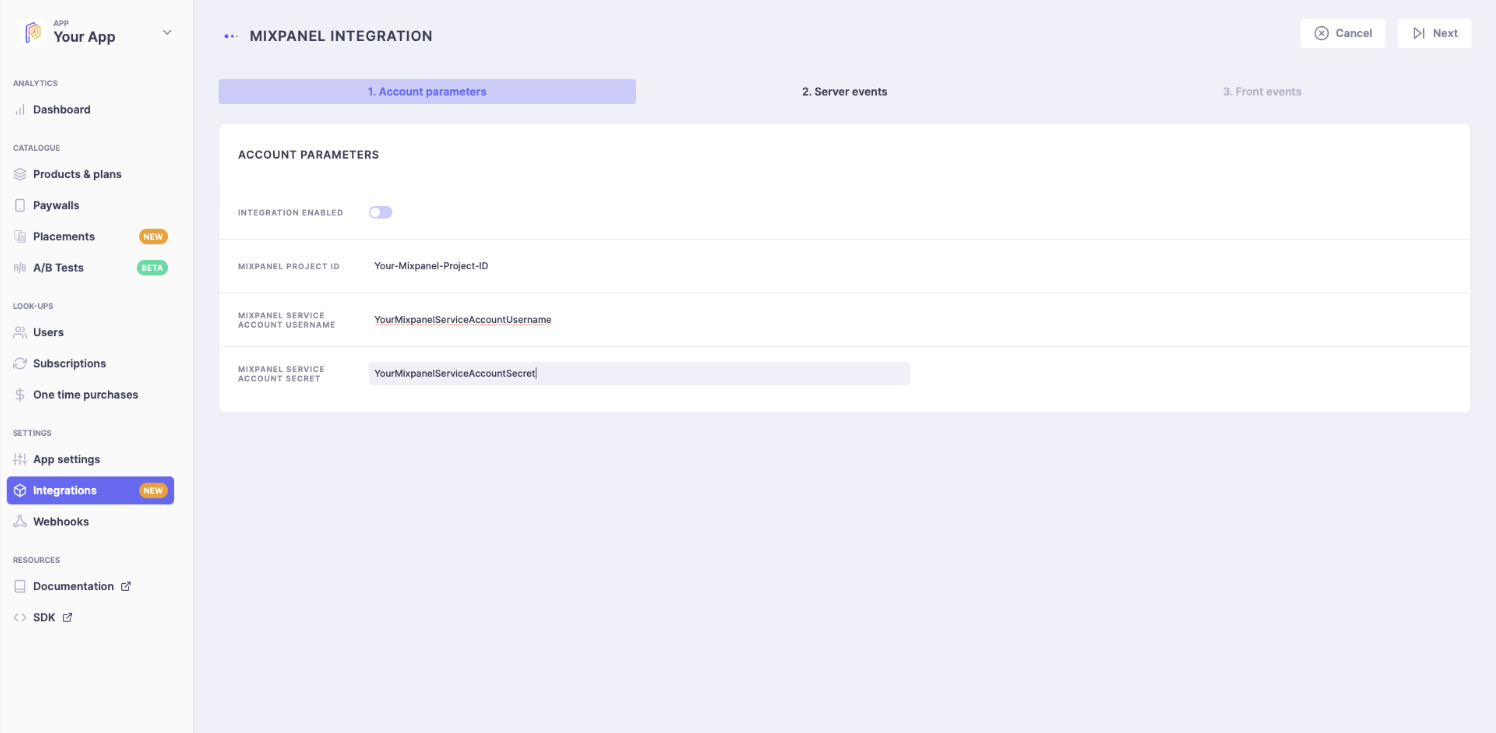 APP
Your App
ANALYTICS
Dashboard
CATALOGUE
Products & plans
Paywalls
Placements NEW
A/B Tests BETA
LOOK-UPS
Users
Subscriptions
One time purchases
SETTINGS
App settings
Integrations NEW
Webhooks
RESOURCES
Documentation
SDK
MIXPANEL INTEGRATION
Cancel
Next
1. Account parameters
2. Server events
3. Front events
ACCOUNT PARAMETERS
INTEGRATION ENABLED
MIXPANEL PROJECT ID
Your-Mixpanel-Project-ID
MIXPANEL SERVICE
ACCOUNT USERNAME
YourMixpanelServiceAccountUsername
MIXPANEL SERVICE
ACCOUNT SECRET
YourMixpanelServiceAccountSecret